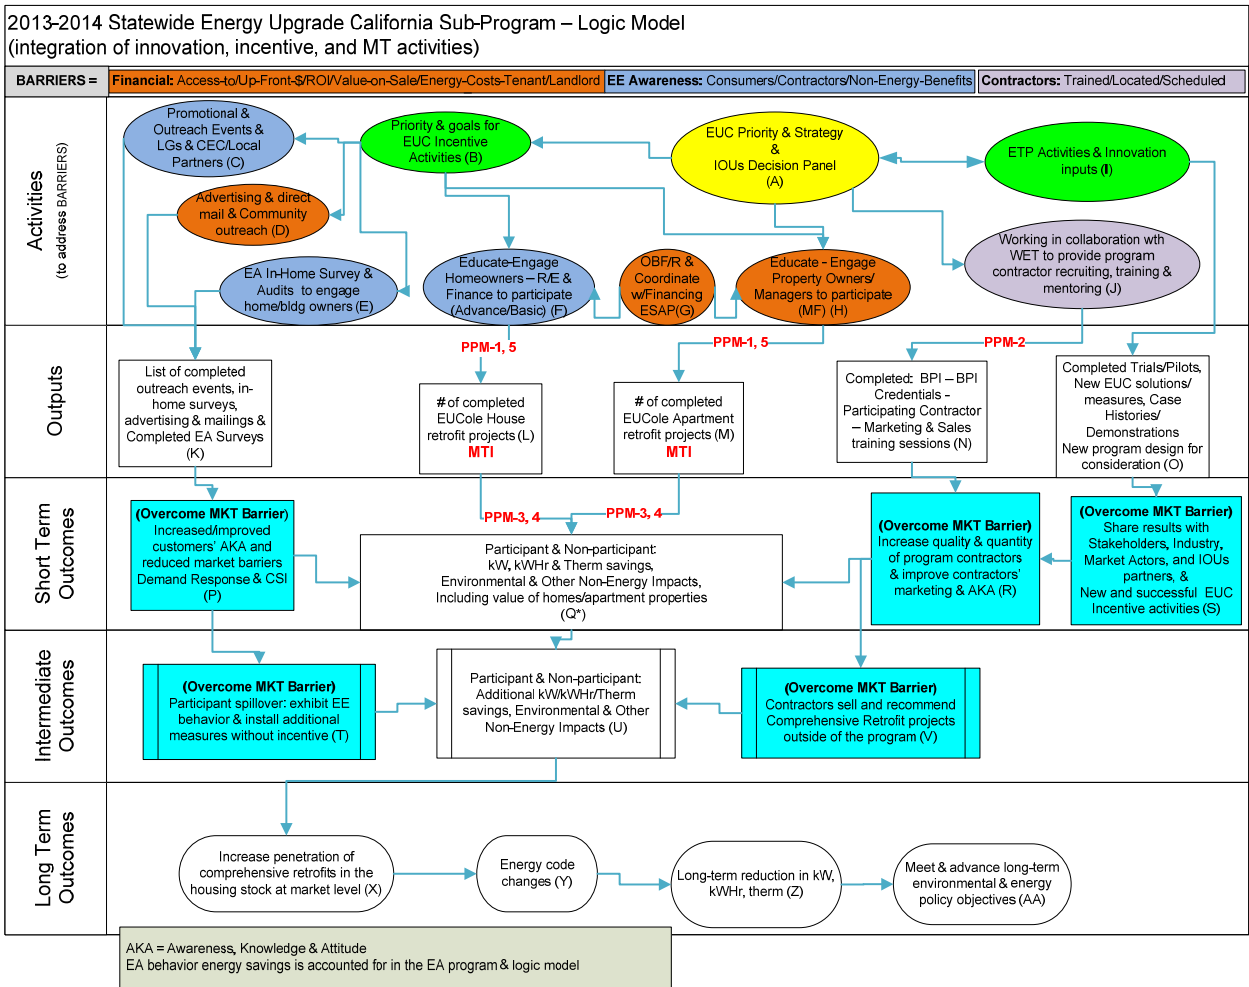 2013-2014 Statewide Energy Upgrade California Sub-Program – Logic Model
(integration of innovation, incentive, and MT activities)
BARRIERS =
Financial: Access-to/Up-Front-$/ROI/Value-on-Sale/Energy-Costs-Tenant/Landlord
EE Awareness: Consumers/Contractors/Non-Energy-Benefits
Contractors: Trained/Located/Scheduled
Activities
(to address BARRIERS)
Promotional &
Outreach Events &
LGs & CEC/Local
Partners (C)
Priority & goals for
EUC Incentive
Activities (B)
EUC Priority & Strategy
&
IOUs Decision Panel
(A)
ETP Activities & Innovation
inputs (I)
Advertising & direct
mail & Community
outreach (D)
EA In-Home Survey &
Audits to engage
home/bldg owners (E)
Educate-Engage
Homeowners – R/E &
Finance to participate
(Advance/Basic) (F)
OBF/R &
Coordinate
w/Financing
ESAP(G)
Educate – Engage
Property Owners/
Managers to participate
(MF) (H)
Working in collaboration wth
WET to provide program
contractor recruiting, training &
mentoring (J)
Outputs
PPM-1, 5
PPM-1, 5
PPM-2
List of completed
outreach events, in-
home surveys,
advertising & mailings &
Completed EA Surveys
(K)
# of completed
EUCole House
retrofit projects (L)
MTI
# of completed
EUCole Apartment
retrofit projects (M)
MTI
Completed: BPI – BPI
Credentials -
Participating Contractor
– Marketing & Sales
training sessions (N)
Completed Trials/Pilots,
New EUC solutions/
measures, Case
Histories/
Demonstrations
New program design for
consideration (O)
Short Term
Outcomes
PPM-3, 4
PPM-3, 4
(Overcome MKT Barrier)
Increased/improved
customers' AKA and
reduced market barriers
Demand Response & CSI
(P)
Participant & Non-participant:
kW, kWHr & Therm savings,
Environmental & Other Non-Energy Impacts,
Including value of homes/apartment properties
(Q*)
(Overcome MKT Barrier)
Increase quality & quantity
of program contractors
& improve contractors'
marketing & AKA (R)
(Overcome MKT Barrier)
Share results with
Stakeholders, Industry,
Market Actors, and IOUs
partners, &
New and successful EUC
Incentive activities (S)
Intermediate
Outcomes
(Overcome MKT Barrier)
Participant spillover: exhibit EE
behavior & install additional
measures without incentive (T)
Participant & Non-participant:
Additional kW/kWHr/Therm
savings, Environmental & Other
Non-Energy Impacts (U)
(Overcome MKT Barrier)
Contractors sell and recommend
Comprehensive Retrofit projects
outside of the program (V)
Long Term
Outcomes
Increase penetration of
comprehensive retrofits in the
housing stock at market level (X)
Energy code
changes (Y)
Long-term reduction in kW,
kWHr, therm (Z)
Meet & advance long-term
environmental & energy
policy objectives (AA)
AKA = Awareness, Knowledge & Attitude
EA behavior energy savings is accounted for in the EA program & logic model